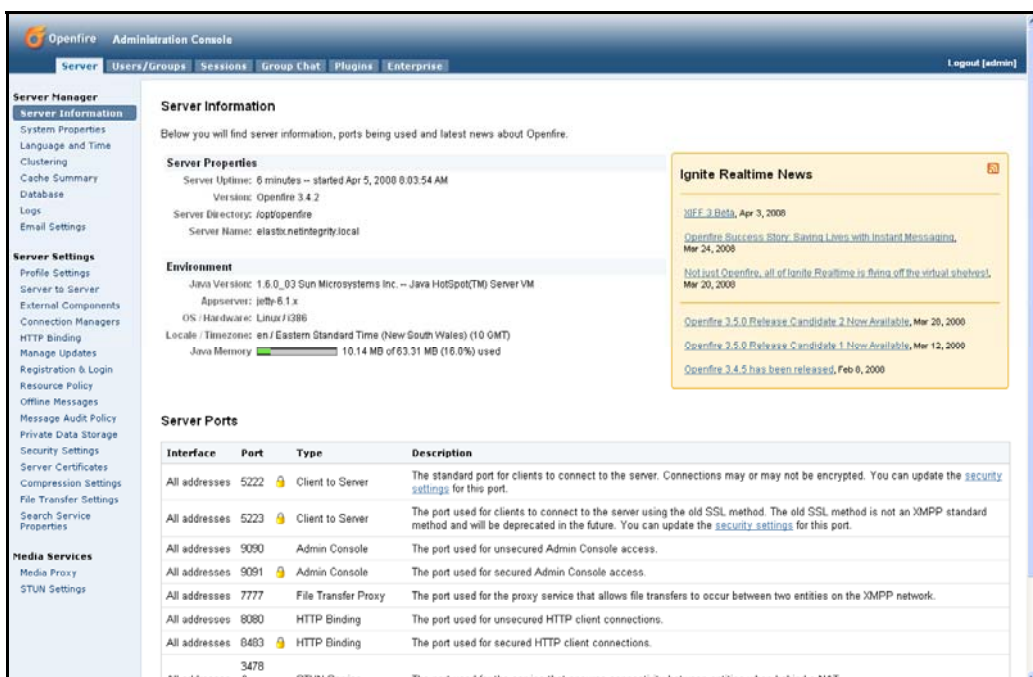 Openfire Administration Console
Server Users/Groups Sessions Group Chat Plugins Enterprise
Logout [admin]
Server Manager
Server Information
System Properties
Language and Time
Clustering
Cache Summary
Database
Logs
Email Settings
Server Settings
Profile Settings
Server to Server
External Components
Connection Managers
HTTP Binding
Manage Updates
Registration & Login
Resource Policy
Offline Messages
Message Audit Policy
Private Data Storage
Security Settings
Server Certificates
Compression Settings
File Transfer Settings
Search Service
Properties
Media Services
Media Proxy
STUN Settings
Server Information
Below you will find server information, ports being used and latest news about Openfire.
Server Properties
Server Uptime: 6 minutes -- started Apr 5, 2008 8:03:54 AM
Version: Openfire 3.4.2
Server Directory: /opt/openfire
Server Name: elastix.netintegrity.local
Environment
Java Version: 1.6.0_03 Sun Microsystems Inc. -- Java HotSpot(TM) Server VM
Appserver: jetty-6.1.x
OS / Hardware: Linux / i386
Locale / Timezone: en / Eastern Standard Time (New South Wales) (10 GMT)
Java Memory 10.14 MB of 63.31 MB (16.0%) used
Ignite Realtime News
XIFF 3 Beta, Apr 3, 2008
Openfire Success Story: Saving Lives with Instant Messaging,
Mar 24, 2008
Not just Openfire, all of Ignite Realtime is flying off the virtual shelves!,
Mar 20, 2008
Openfire 3.5.0 Release Candidate 2 Now Available, Mar 20, 2008
Openfire 3.5.0 Release Candidate 1 Now Available, Mar 12, 2008
Openfire 3.4.5 has been released, Feb 8, 2008
Server Ports
Interface Port Type Description
All addresses 5222 Client to Server The standard port for clients to connect to the server. Connections may or may not be encrypted. You can update the security
settings for this port.
All addresses 5223 Client to Server The port used for clients to connect to the server using the old SSL method. The old SSL method is not an XMPP standard
method and will be deprecated in the future. You can update the security settings for this port.
All addresses 9090 Admin Console The port used for unsecured Admin Console access.
All addresses 9091 Admin Console The port used for secured Admin Console access.
All addresses 7777 File Transfer Proxy The port used for the proxy service that allows file transfers to occur between two entities on the XMPP network.
All addresses 8080 HTTP Binding The port used for unsecured HTTP client connections.
All addresses 8483 HTTP Binding The port used for secured HTTP client connections.
3478